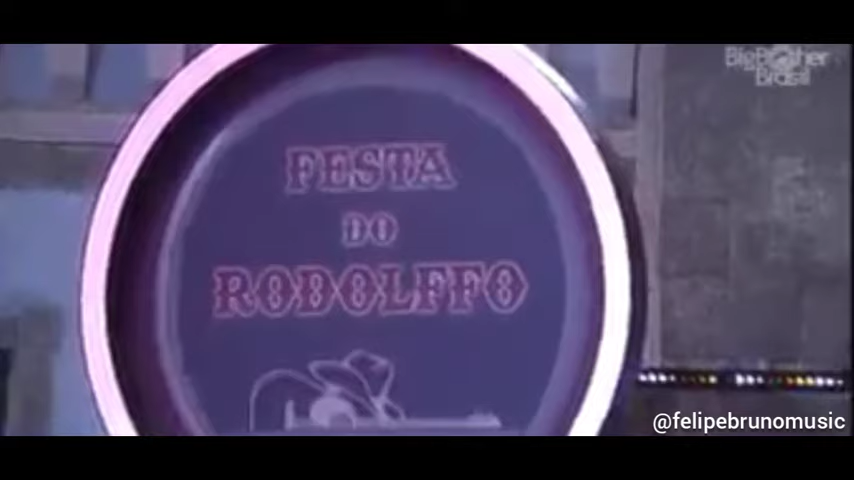 Big Brother
Brasil
FESTA
DO
RODOLFFO
@felipebrunomusic